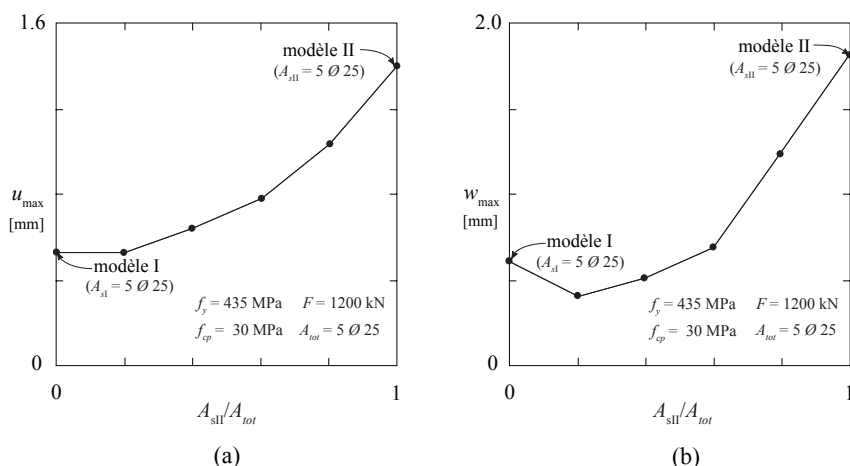 1.6
modèle II
(AsII = 5 Ø 25)
umax
[mm]
modèle I
(AsI = 5 Ø 25)
fy = 435 MPa F = 1200 kN
fcp = 30 MPa Atot = 5 Ø 25
0
0
1
AsII/Atot
(a)
2.0
modèle II
(AsII = 5 Ø 25)
wmax
[mm]
modèle I
(AsI = 5 Ø 25)
fy = 435 MPa F = 1200 kN
fcp = 30 MPa Atot = 5 Ø 25
0
0
1
AsII/Atot
(b)